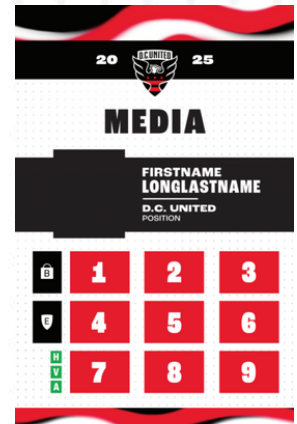 20 D.C.UNITED 25
MEDIA
FIRSTNAME
LONGLASTNAME
D.C. UNITED
POSITION
B 1 2 3
E 4 5 6
H
V
A
7 8 9